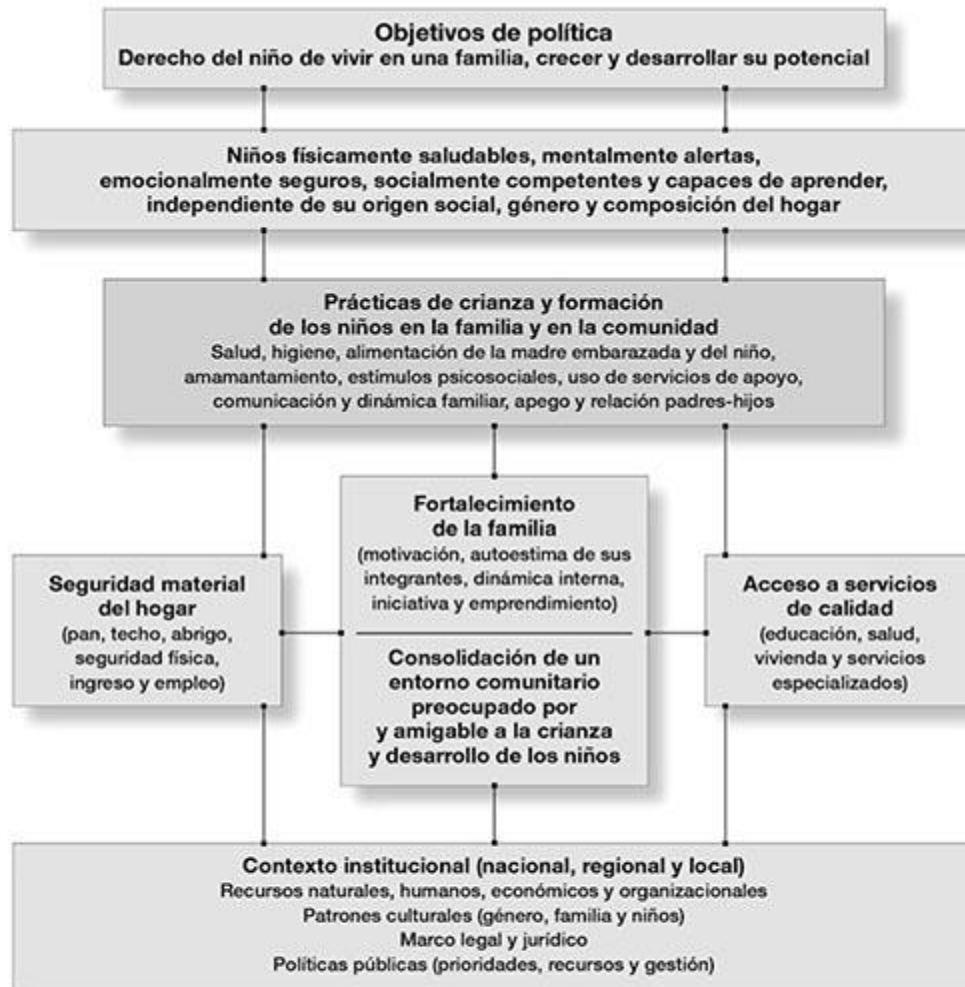 Objetivos de política
Derecho del niño de vivir en una familia, crecer y desarrollar su potencial
Niños físicamente saludables, mentalmente alertas,
emocionalmente seguros, socialmente competentes y capaces de aprender,
independiente de su origen social, género y composición del hogar
Prácticas de crianza y formación
de los niños en la familia y en la comunidad
Salud, higiene, alimentación de la madre embarazada y del niño,
amamantamiento, estímulos psicosociales, uso de servicios de apoyo,
comunicación y dinámica familiar, apego y relación padres-hijos
Seguridad material
del hogar
(pan, techo, abrigo,
seguridad física,
ingreso y empleo)
Fortalecimiento
de la familia
(motivación, autoestima de sus
integrantes, dinámica interna,
iniciativa y emprendimiento)
Consolidación de un
entorno comunitario
preocupado por
y amigable a la crianza
y desarrollo de los niños
Acceso a servicios
de calidad
(educación, salud,
vivienda y servicios
especializados)
Contexto institucional (nacional, regional y local)
Recursos naturales, humanos, económicos y organizacionales
Patrones culturales (género, familia y niños)
Marco legal y jurídico
Políticas públicas (prioridades, recursos y gestión)